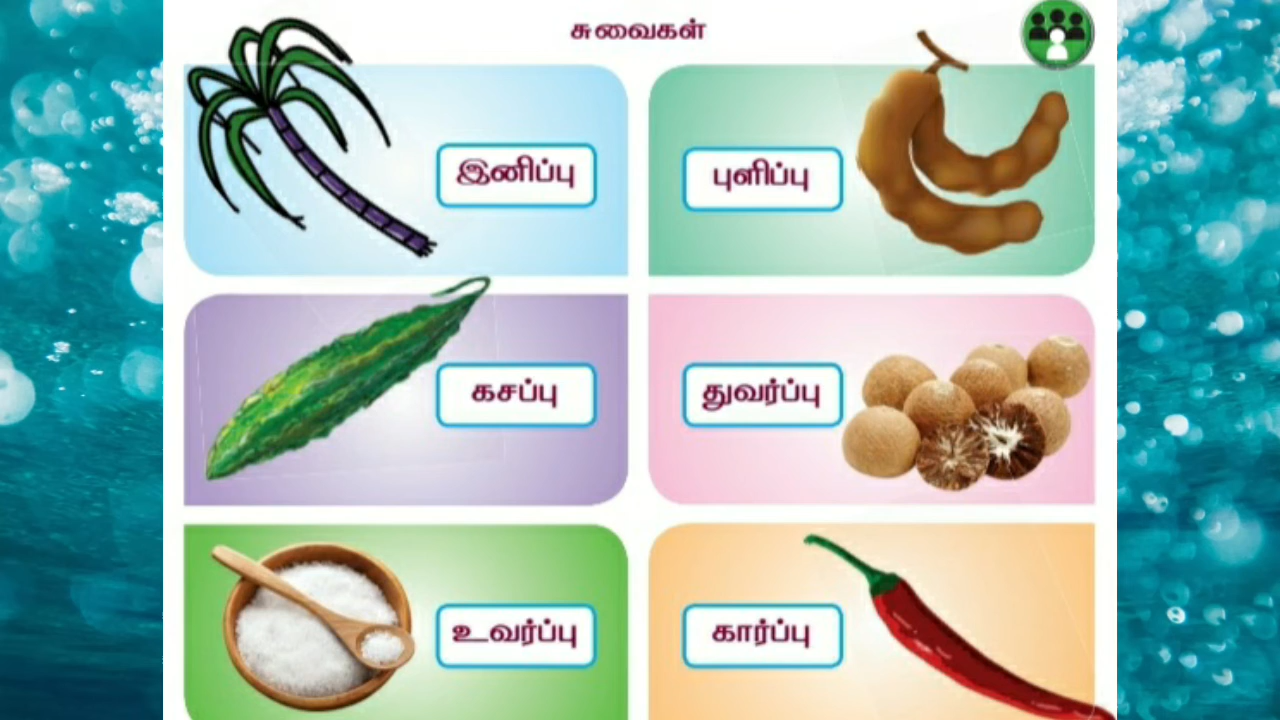 சுவைகள்
இனிப்பு
புளிப்பு
கசப்பு
துவர்ப்பு
உவர்ப்பு
கார்ப்பு